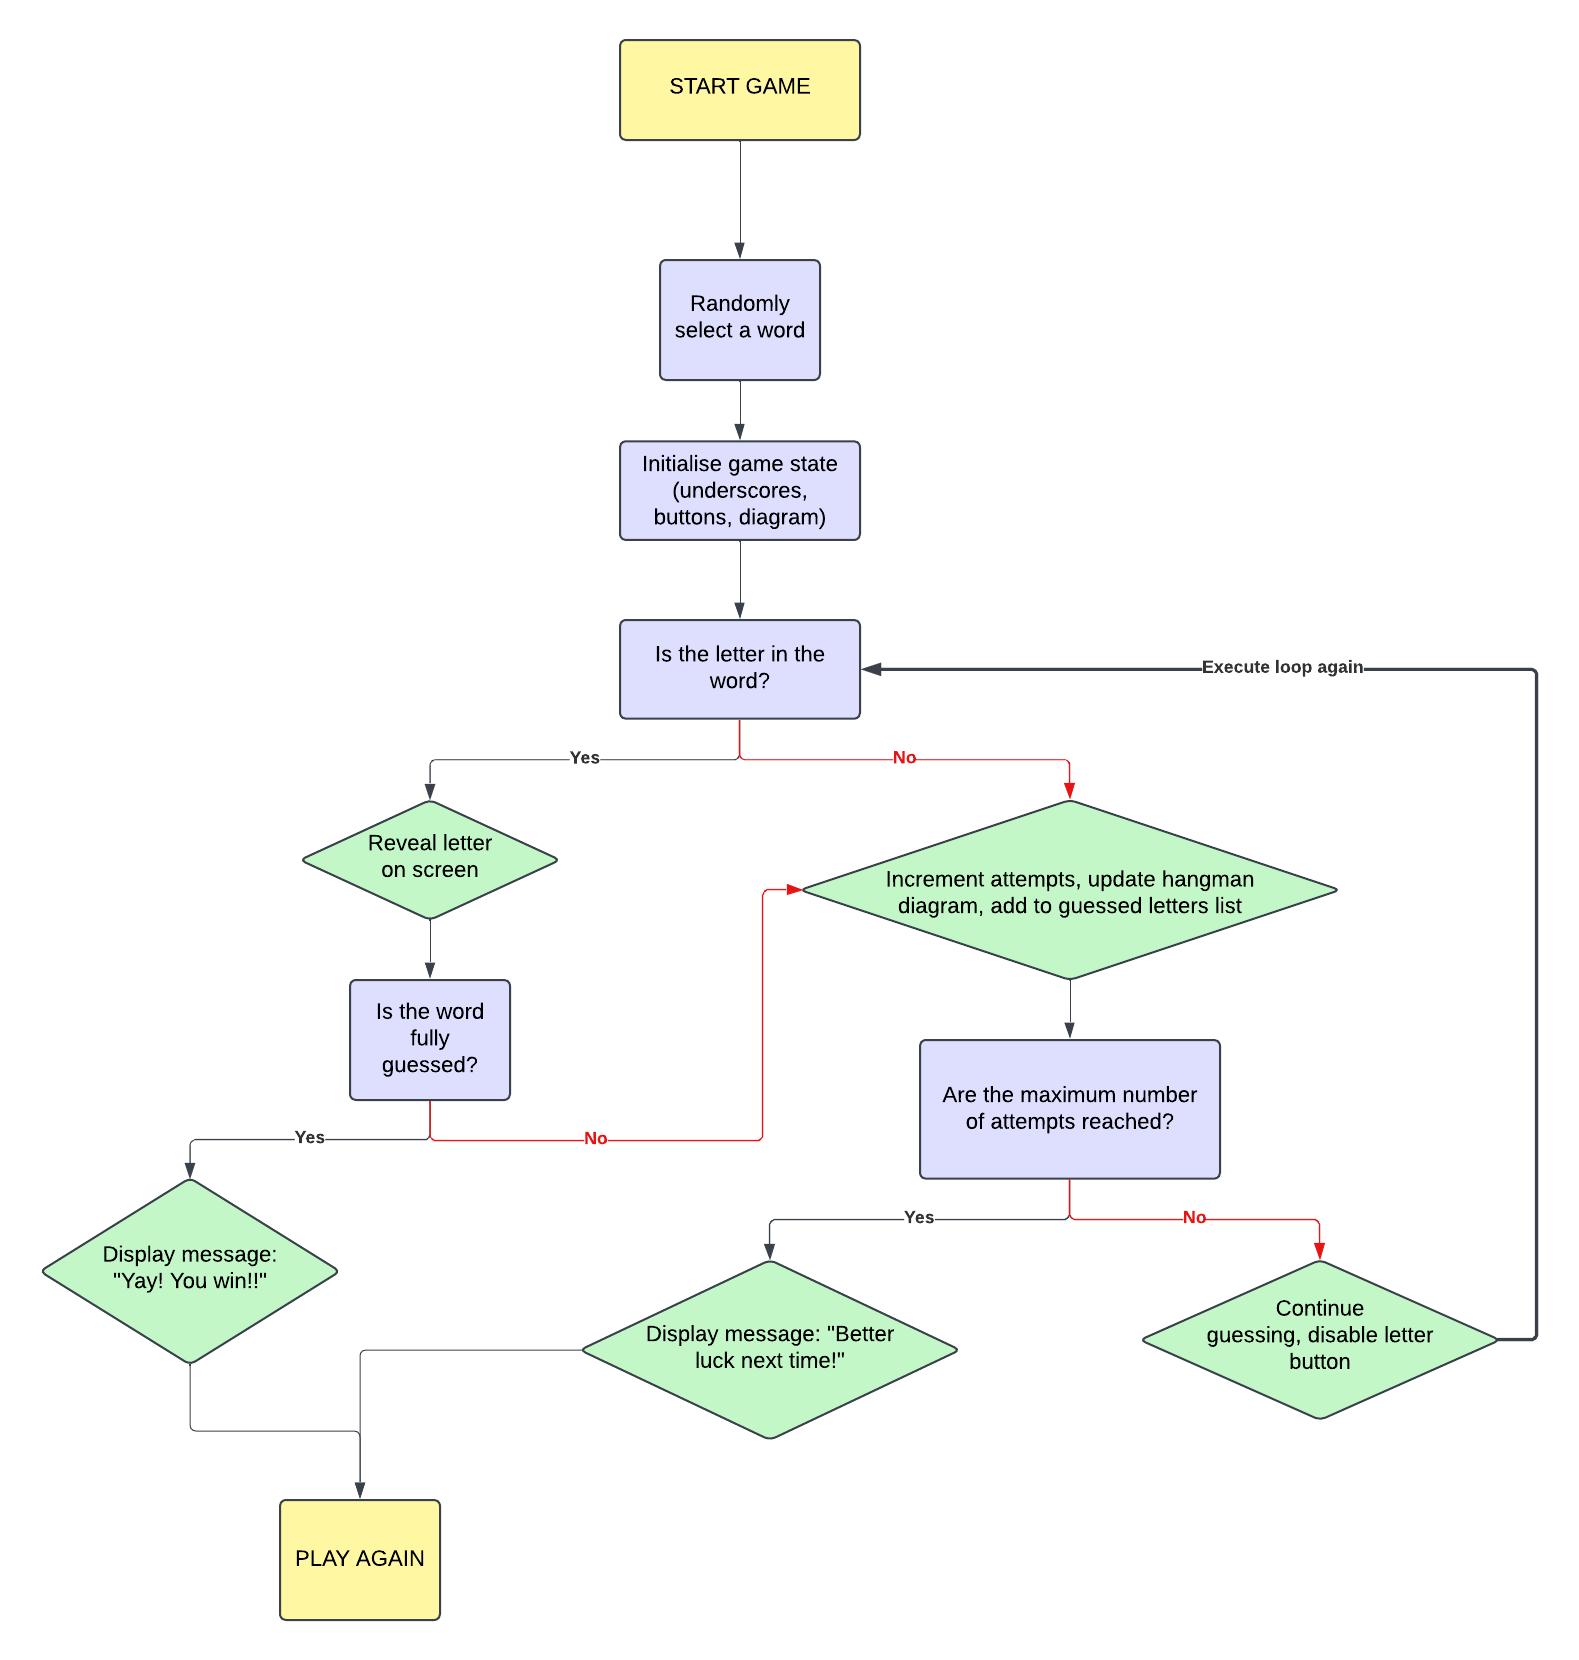 START GAME
Randomly
select a word
Initialise game state
(underscores,
buttons, diagram)
Is the letter in the
word?
Execute loop again
Yes
No
Reveal letter
on screen
Increment attempts, update hangman
diagram, add to guessed letters list
Is the word
fully
guessed?
Are the maximum number
of attempts reached?
Yes
No
Yes
No
Display message:
"Yay! You win!!"
Display message: "Better
luck next time!"
Continue
guessing, disable letter
button
PLAY AGAIN